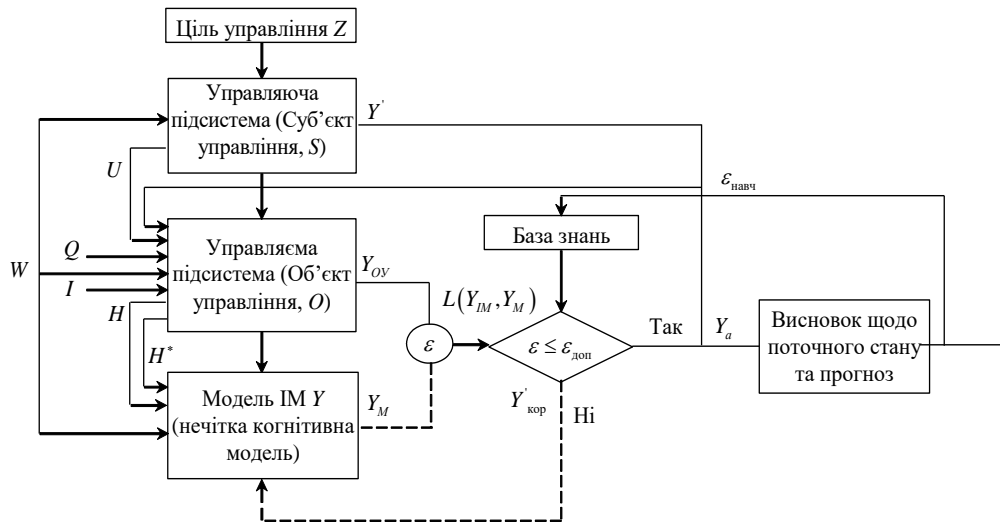 Ціль управління Z
Управляюча
підсистема (Суб’єкт
управління, S)
Y'
U
ε навч
База знань
Q
W
I
Управляєма
підсистема (Об’єкт
управління, O)
Y ОУ
L(Y IM , Y M)
H
H*
ε
ε ≤ ε доп
Так
Y a
Висновок щодо
поточного стану
та прогноз
Модель ІМ Y
(нечітка когнітивна
модель)
Y M
Y' кор
Ні